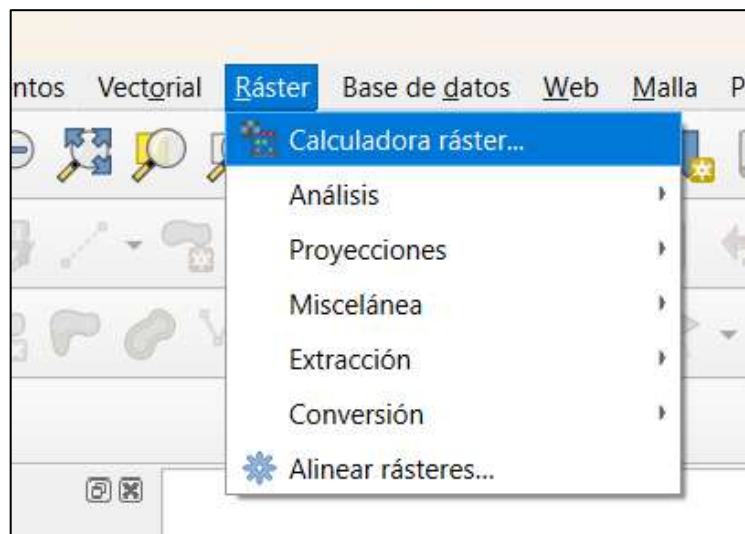 ntos Vectorial Ráster Base de datos Web Malla P
Calculadora ráster...
Análisis
Proyecciones
Miscelánea
Extracción
Conversión
Alinear rásteres...